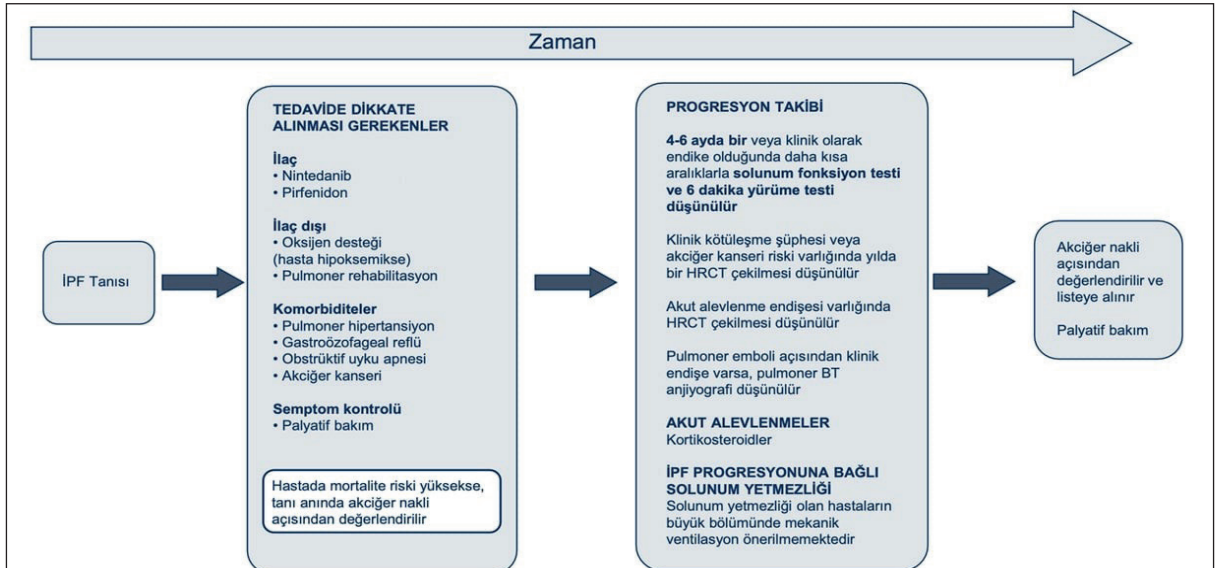 Zaman
İPF Tanısı
TEDAVİDE DİKKATE
ALINMASI GEREKENLER
İlaç
• Nintedanib
• Pirfenidon
İlaç dışı
• Oksijen desteği
(hasta hipoksemikse)
• Pulmoner rehabilitasyon
Komorbiditeler
• Pulmoner hipertansiyon
• Gastroözofageal reflü
• Obstrüktif uyku apnesi
• Akciğer kanseri
Semptom kontrolü
• Palyatif bakım
Hastada mortalite riski yüksekse,
tanı anında akciğer nakli
açısından değerlendirilir
PROGRESYON TAKİBİ
4-6 ayda bir veya klinik olarak
endike olduğunda daha kısa
aralıklarla solunum fonksiyon testi
ve 6 dakika yürüme testi
düşünülür
Klinik kötüleşme şüphesi veya
akciğer kanseri riski varlığında yılda
bir HRCT çekilmesi düşünülür
Akut alevlenme endişesi varlığında
HRCT çekilmesi düşünülür
Pulmoner emboli açısından klinik
endişe varsa, pulmoner BT
anjiyografi düşünülür
AKUT ALEVLENMELER
Kortikosteroidler
İPF PROGRESYONUNA BAĞLI
SOLUNUM YETMEZLİĞİ
Solunum yetmezliği olan hastaların
büyük bölümünde mekanik
ventilasyon önerilmemektedir
Akciğer nakli
açısından
değerlendirilir ve
listeye alınır
Palyatif bakım